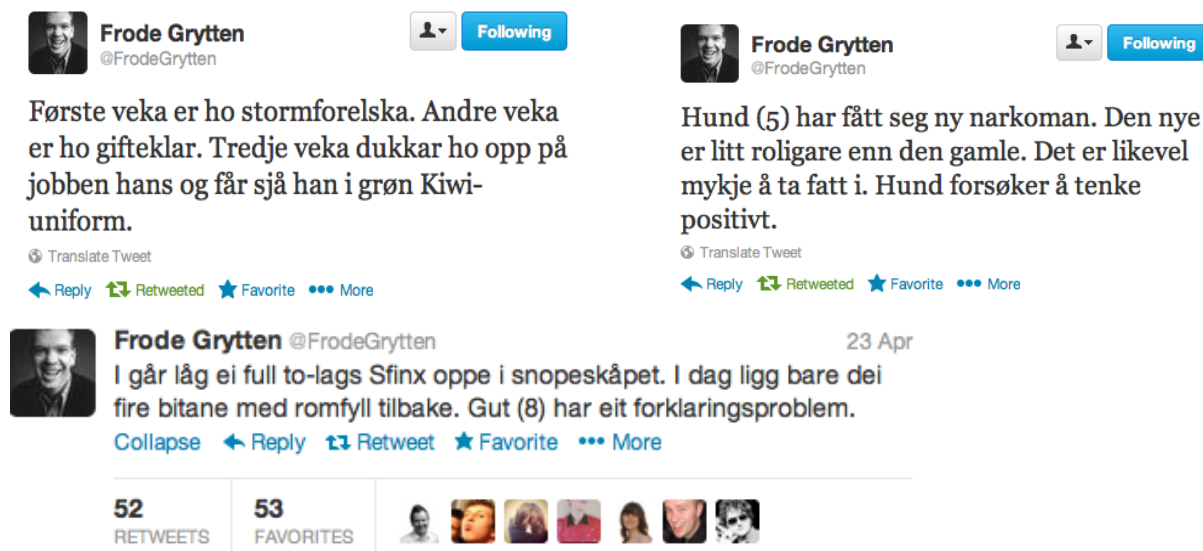 Frode Grytten
@FrodeGrytten
Following
Første veka er ho stormforelska. Andre veka
er ho gifteklar. Tredje veka dukkar ho opp på
jobben hans og får sjå han i grøn Kiwi-
uniform.
Translate Tweet
Reply Retweeted Favorite More
Frode Grytten
@FrodeGrytten
Following
Hund (5) har fått seg ny narkoman. Den nye
er litt roligare enn den gamle. Det er likevel
mykje å ta fatt i. Hund forsøker å tenke
positivt.
Translate Tweet
Reply Retweeted Favorite More
Frode Grytten @FrodeGrytten 23 Apr
I går låg ei full to-lags Sfinx oppe i snopeskåpet. I dag ligg bare dei
fire bitane med romfyll tilbake. Gut (8) har eit forklaringsproblem.
Collapse Reply Retweet Favorite More
52 53
RETWEETS FAVORITES